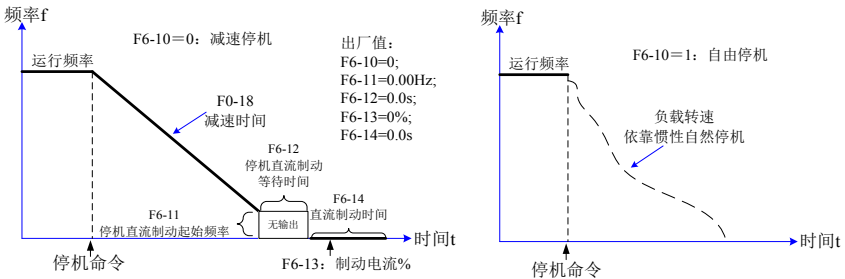 频率f
F6-10=0：减速停机
运行频率
F0-18
减速时间
出厂值：
F6-10=0;
F6-11=0.00Hz;
F6-12=0.0s;
F6-13=0%;
F6-14=0.0s
F6-12
停机直流制动
等待时间
F6-11
停机直流制动起始频率
无输出
F6-14
直流制动时间
时间t
停机命令
F6-13：制动电流%
频率f
F6-10=1：自由停机
运行频率
负载转速
依靠惯性自然停机
时间t
停机命令